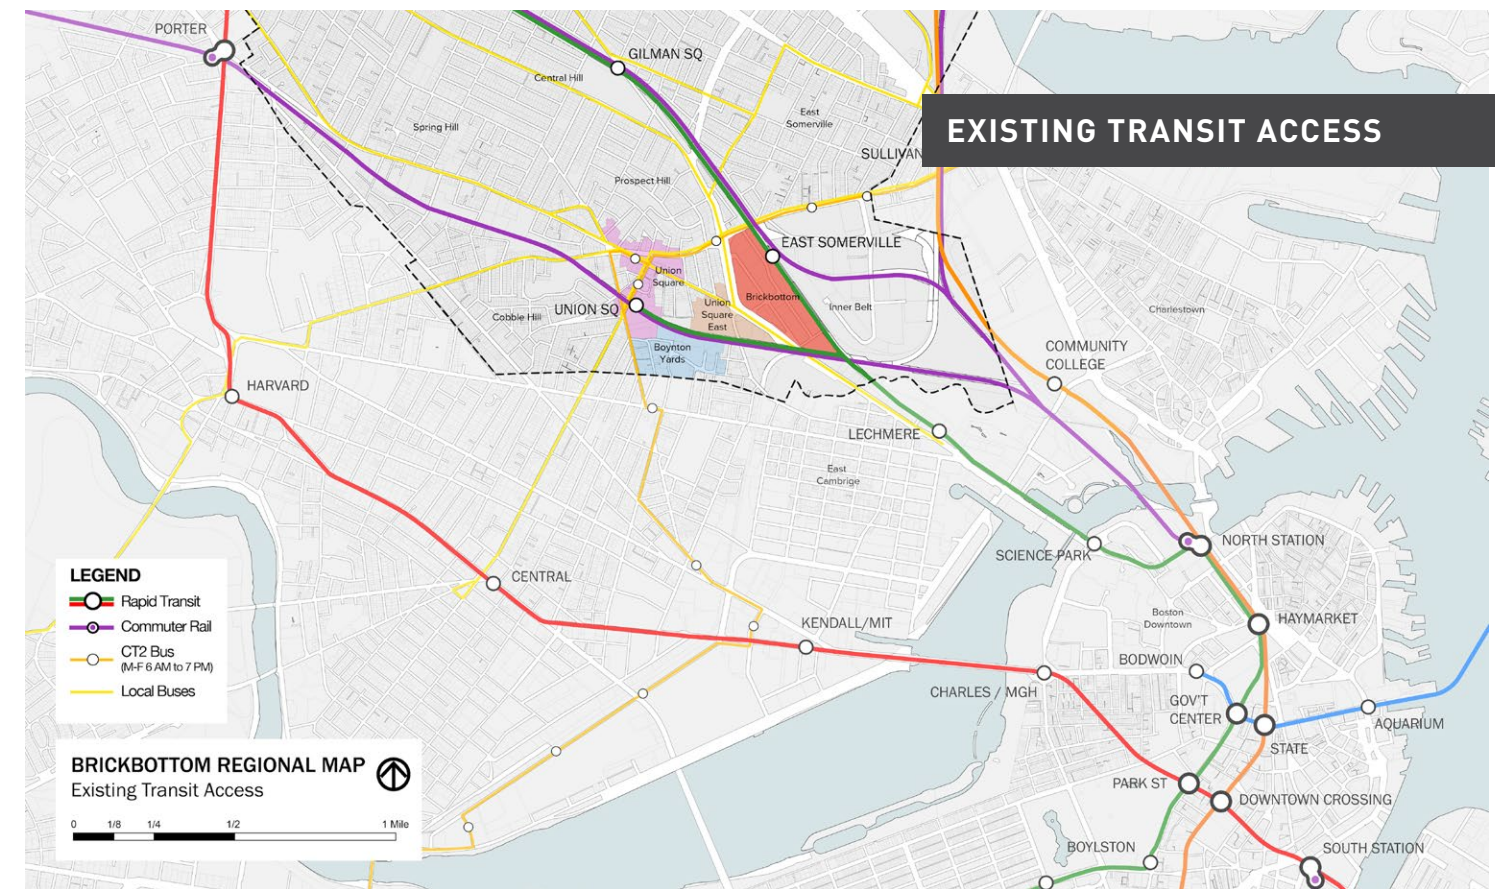 PORTER
GILMAN SQ
Central Hill
EXISTING TRANSIT ACCESS
East
Somerville
Spring Hill
SULLIVAN
Prospect Hill
EAST SOMERVILLE
Union
Square
Brickbottom
Inner Belt
UNION SQ
Union
Square
East
Cobble Hill
Charlestown
Boynton
Yards
COMMUNITY
COLLEGE
HARVARD
LECHMERE
East
Cambrige
NORTH STATION
SCIENCE PARK
CENTRAL
LEGEND
Rapid Transit
Commuter Rail
CT2 Bus
(M-F 6 AM to 7 PM)
Local Buses
Boston
Downtown
HAYMARKET
KENDALL/MIT
BODWOIN
CHARLES / MGH
GOV'T
CENTER
AQUARIUM
STATE
BRICKBOTTOM REGIONAL MAP
Existing Transit Access
0 1/8 1/4 1/2 1 Mile
PARK ST
DOWNTOWN CROSSING
BOYLSTON
SOUTH STATION